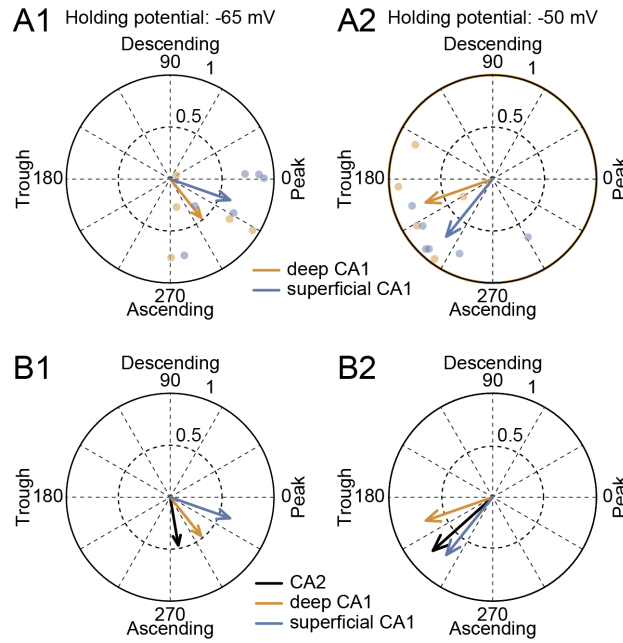 A1 Holding potential: -65 mV
Descending
90
1
0.5
Trough
180
0
Peak
270
Ascending
A2 Holding potential: -50 mV
Descending
90
1
0.5
Trough
180
0
Peak
270
Ascending
deep CA1
superficial CA1
B1
Descending
90
1
0.5
Trough
180
0
Peak
270
Ascending
B2
Descending
90
1
0.5
Trough
180
0
Peak
270
Ascending
CA2
deep CA1
superficial CA1